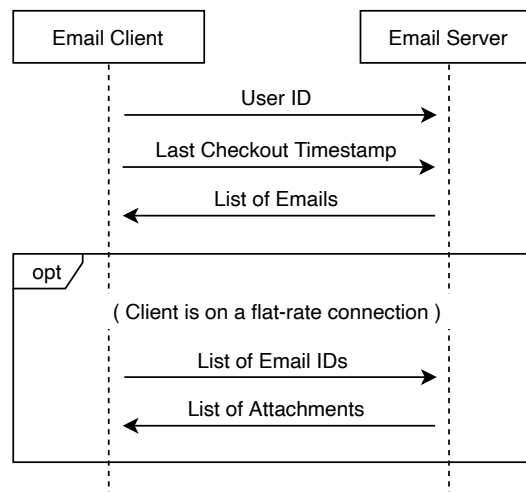 Email Client
Email Server
User ID
Last Checkout Timestamp
List of Emails
opt
( Client is on a flat-rate connection )
List of Email IDs
List of Attachments